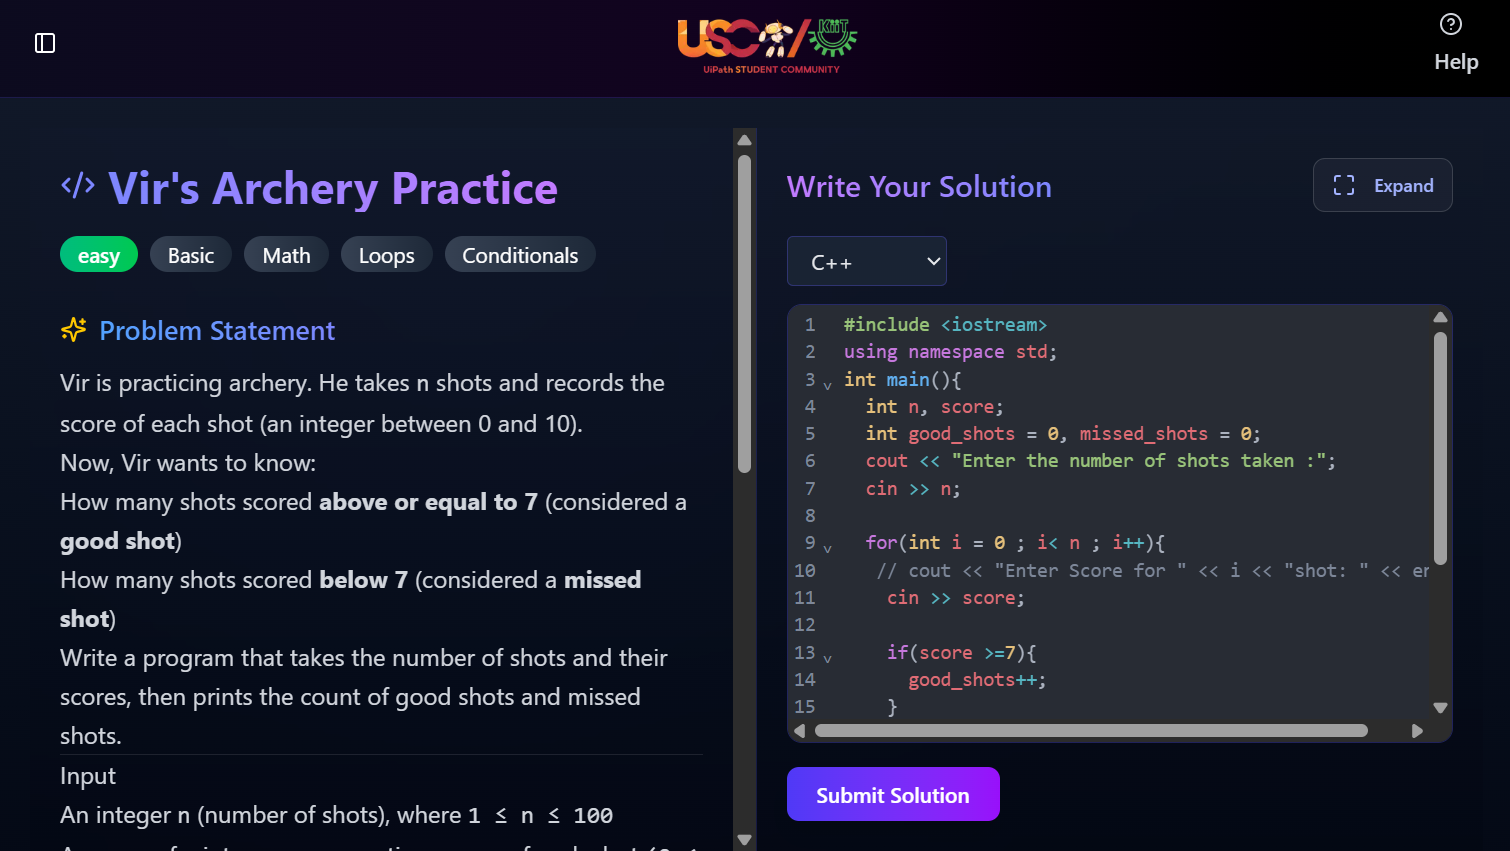 USC/KiiT
UiPath STUDENT COMMUNITY
Help
</> Vir's Archery Practice
easy Basic Math Loops Conditionals
Problem Statement
Vir is practicing archery. He takes n shots and records the
score of each shot (an integer between 0 and 10).
Now, Vir wants to know:
How many shots scored above or equal to 7 (considered a
good shot)
How many shots scored below 7 (considered a missed
shot)
Write a program that takes the number of shots and their
scores, then prints the count of good shots and missed
shots.
Input
An integer n (number of shots), where 1 ≤ n ≤ 100
Write Your Solution
Expand
C++
1 #include <iostream>
2 using namespace std;
3 int main(){
4 int n, score;
5 int good_shots = 0, missed_shots = 0;
6 cout << "Enter the number of shots taken :";
7 cin >> n;
8
9 for(int i = 0 ; i< n ; i++){
10 // cout << "Enter Score for " << i << "shot: " << er
11 cin >> score;
12
13 if(score >=7){
14 good_shots++;
15 }
Submit Solution